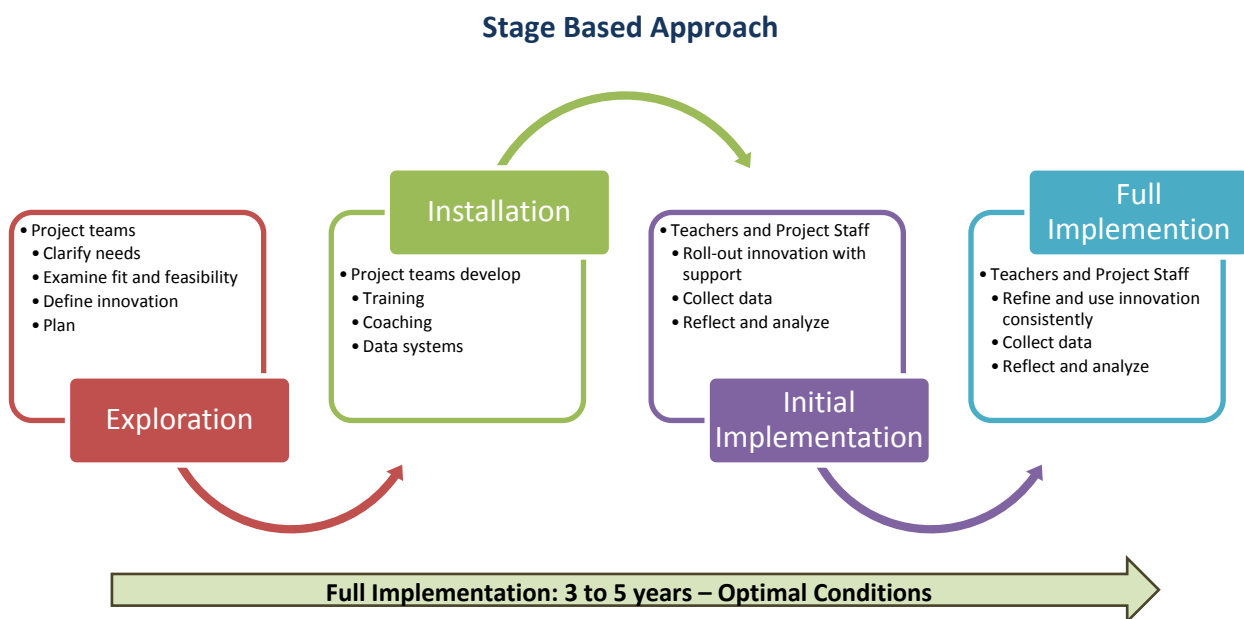 Stage Based Approach
• Project teams
• Clarify needs
• Examine fit and feasibility
• Define innovation
• Plan
Exploration
Installation
• Project teams develop
• Training
• Coaching
• Data systems
• Teachers and Project Staff
• Roll-out innovation with
support
• Collect data
• Reflect and analyze
Initial
Implementation
Full
Implemention
• Teachers and Project Staff
• Refine and use innovation
consistently
• Collect data
• Reflect and analyze
Full Implementation: 3 to 5 years – Optimal Conditions